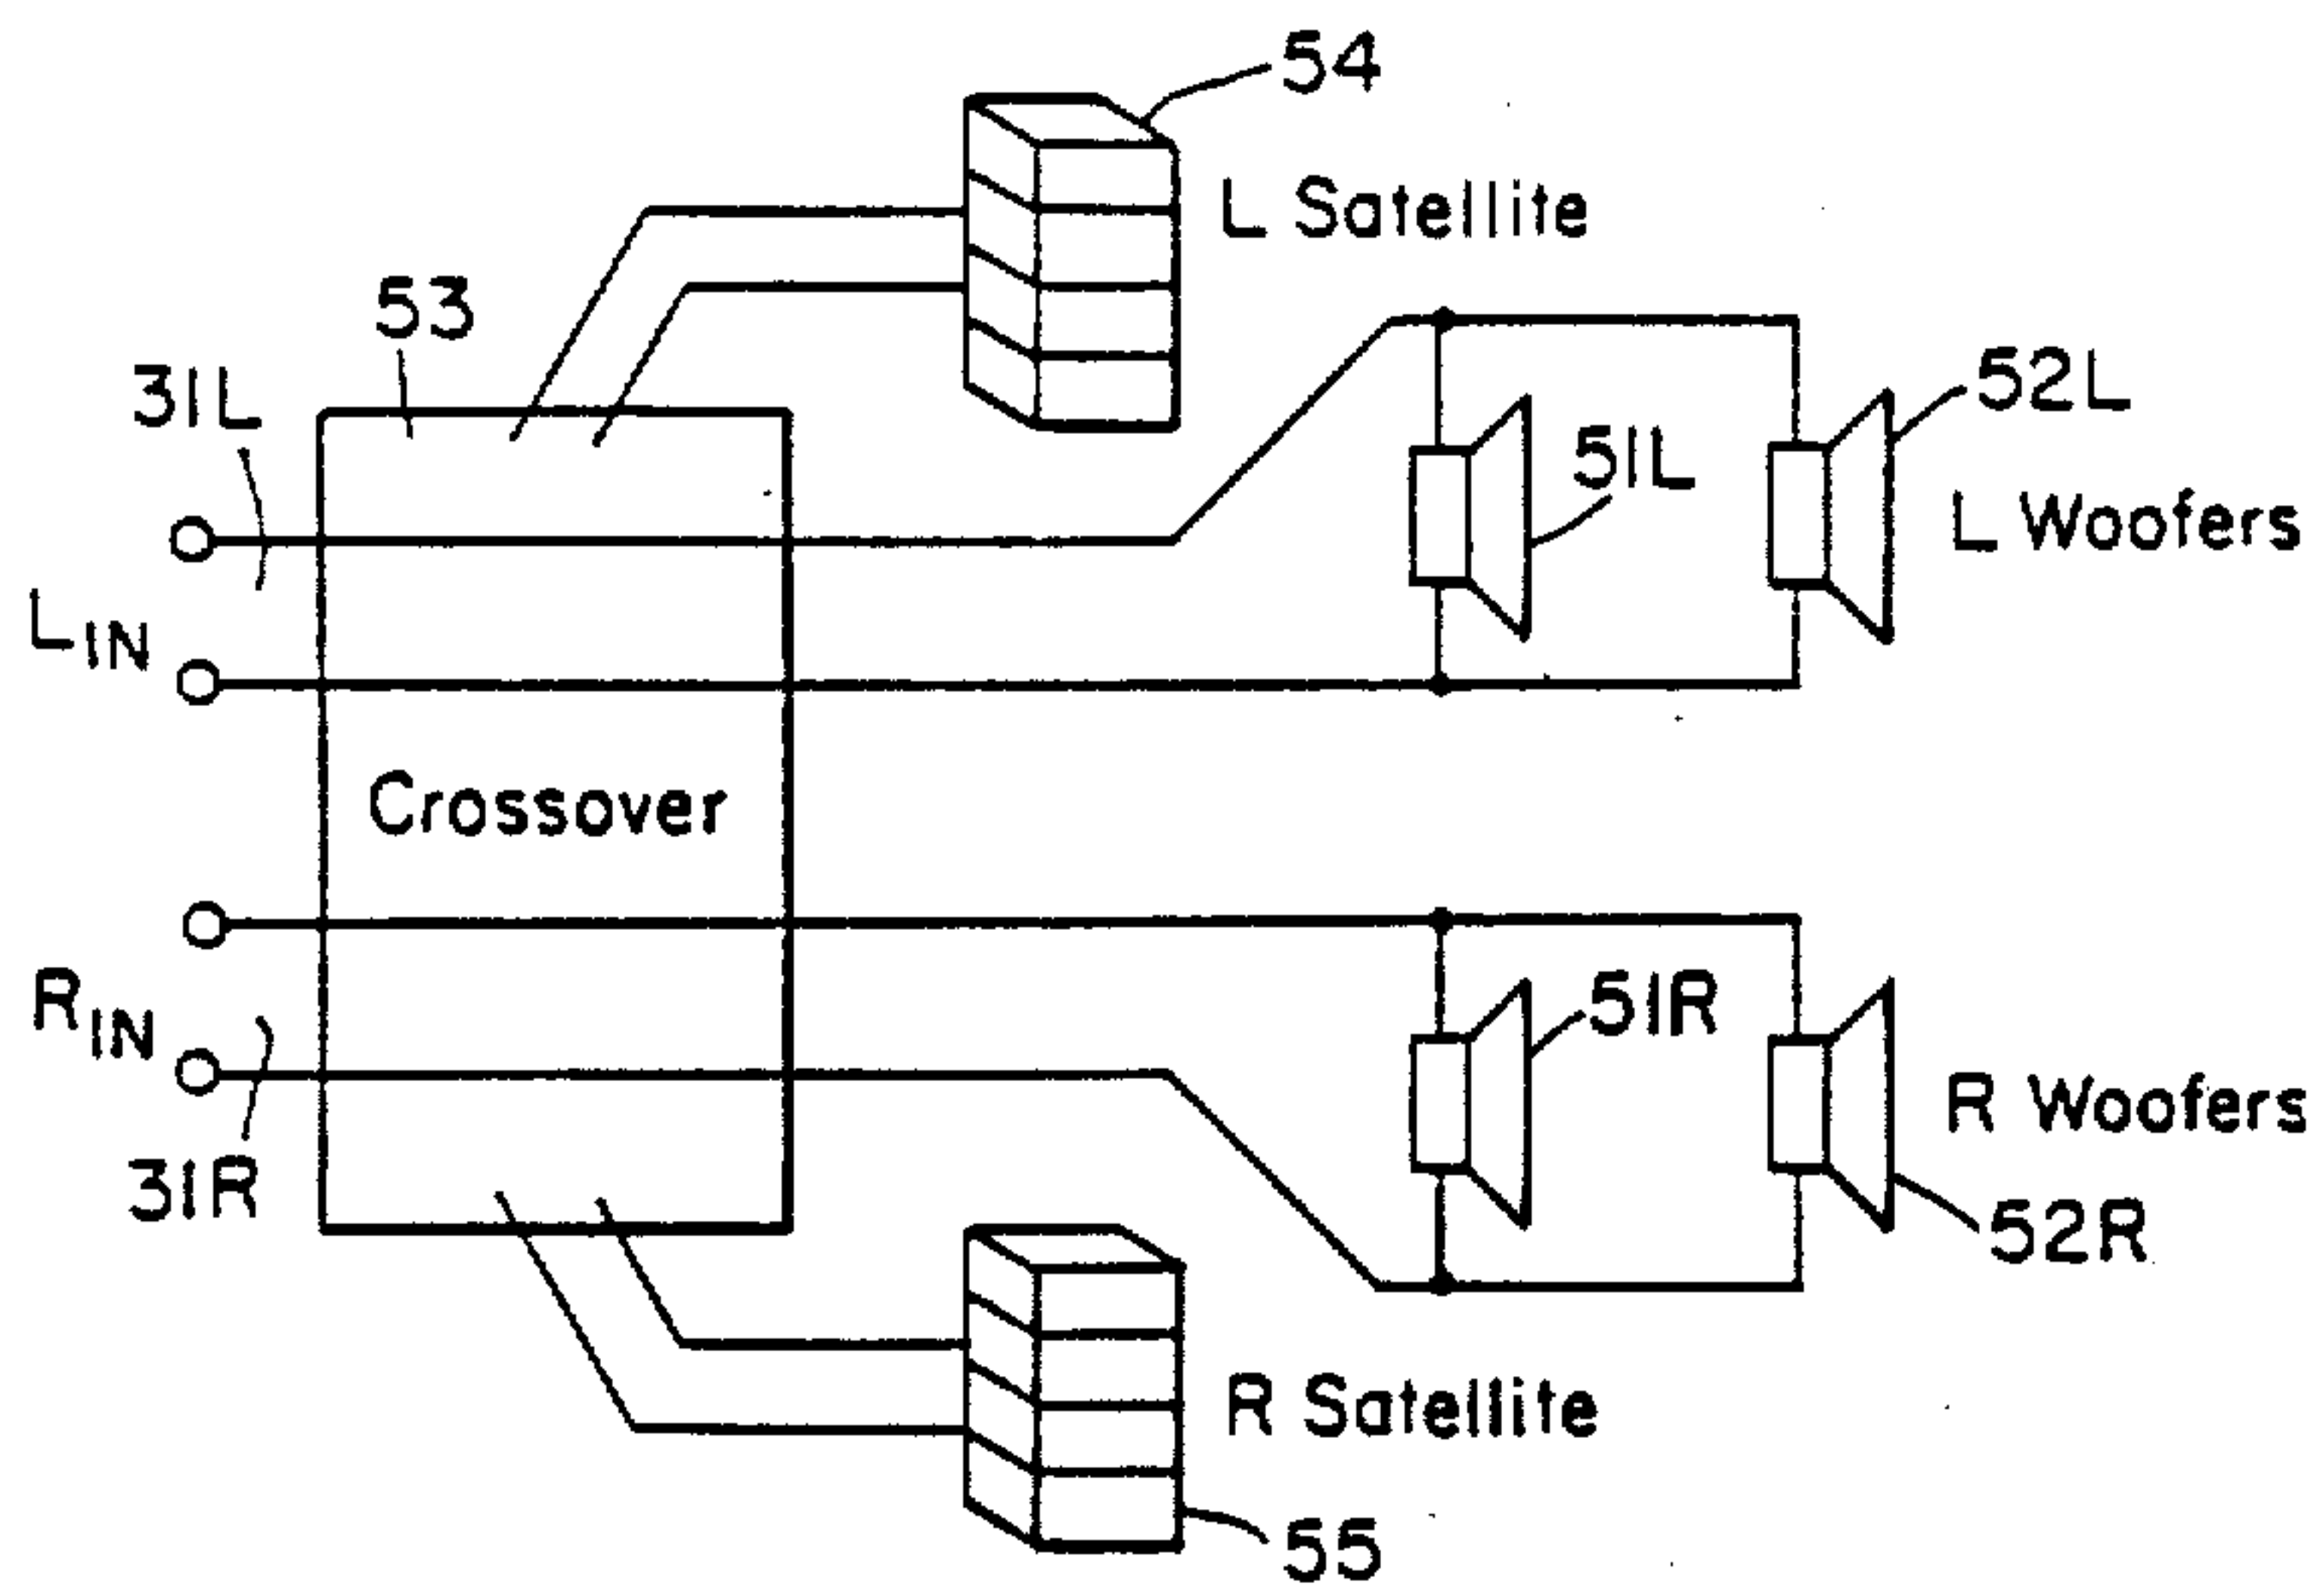 54
L Satellite
53
31L
52L
51L
L Woofers
LIN
Crossover
RIN
51R
R Woofers
31R
52R
R Satellite
55